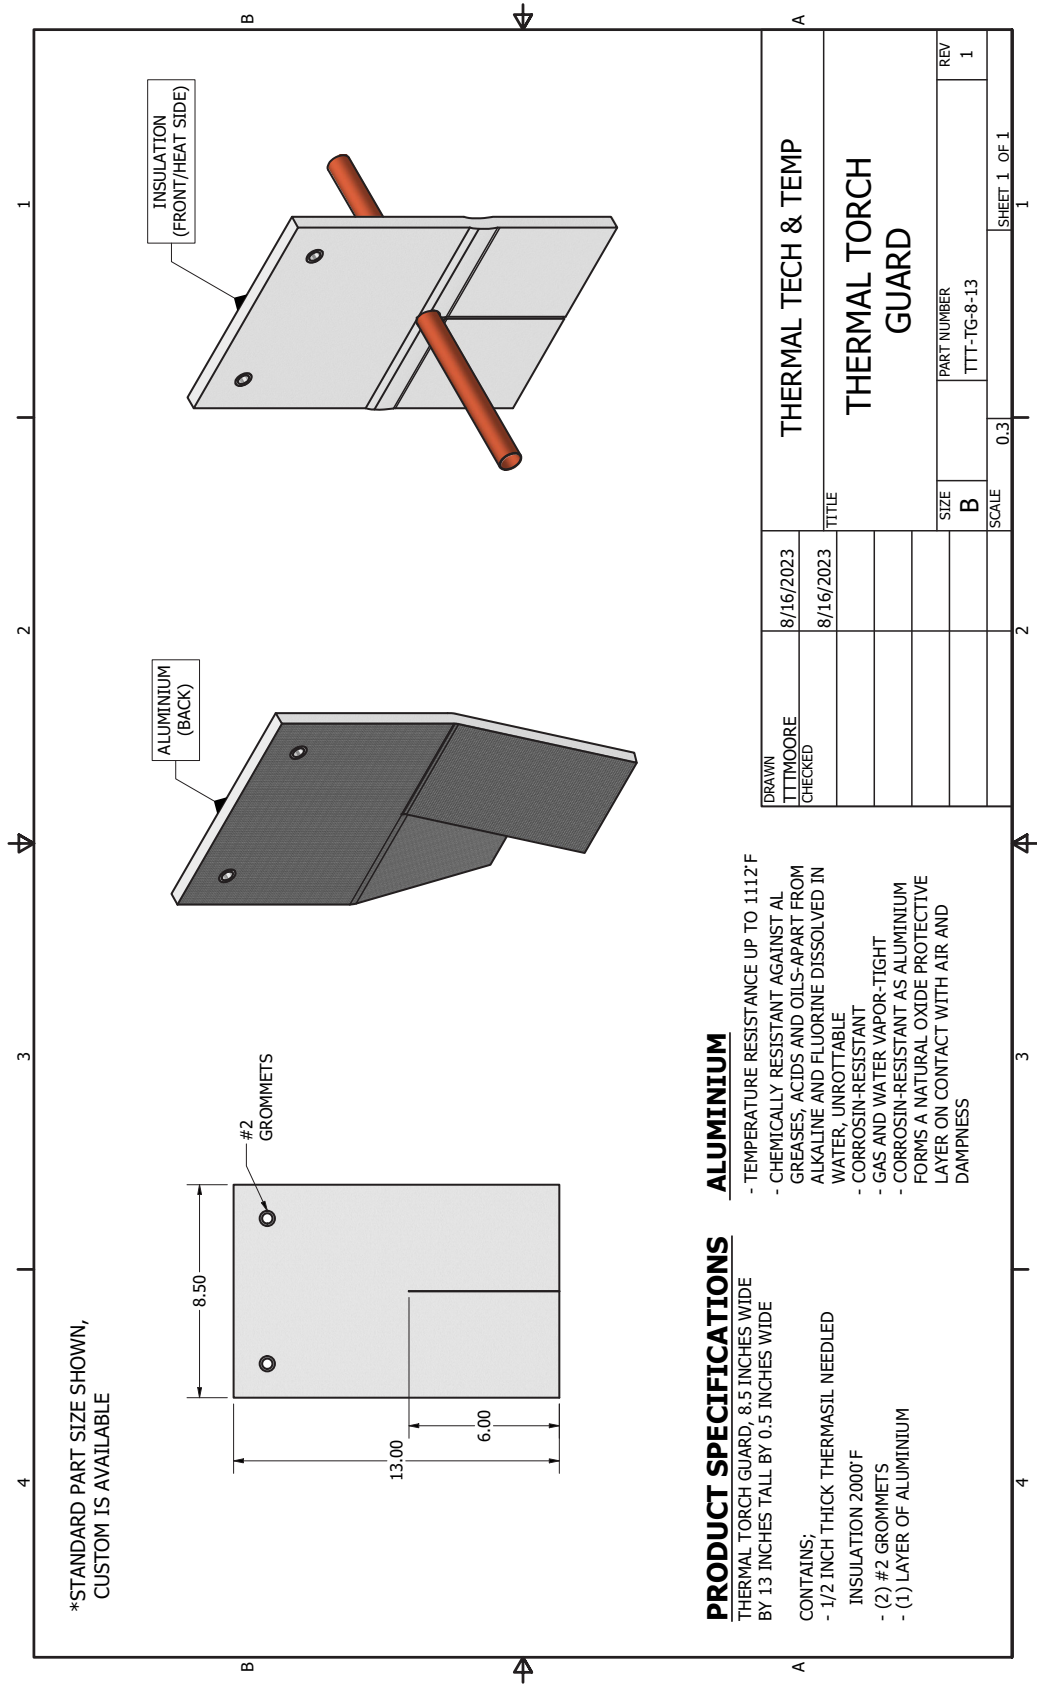 *STANDARD PART SIZE SHOWN,
CUSTOM IS AVAILABLE
4
3
2
1
B
B
8.50
13.00
6.00
#2
GROMMETS
ALUMINIUM
(BACK)
INSULATION
(FRONT/HEAT SIDE)
PRODUCT SPECIFICATIONS
THERMAL TORCH GUARD, 8.5 INCHES WIDE
BY 13 INCHES TALL BY 0.5 INCHES WIDE
CONTAINS;
- 1/2 INCH THICK THERMASIL NEEDLED
INSULATION 2000°F
- (2) #2 GROMMETS
- (1) LAYER OF ALUMINIUM
ALUMINIUM
- TEMPERATURE RESISTANCE UP TO 1112°F
- CHEMICALLY RESISTANT AGAINST AL
GREASES, ACIDS AND OILS-APART FROM
ALKALINE AND FLUORINE DISSOLVED IN
WATER, UNROTTABLE
- CORROSIN-RESISTANT
- GAS AND WATER VAPOR-TIGHT
- CORROSIN-RESISTANT AS ALUMINIUM
FORMS A NATURAL OXIDE PROTECTIVE
LAYER ON CONTACT WITH AIR AND
DAMPNESS
A
A
DRAWN
TTTMOORE
8/16/2023
CHECKED
8/16/2023
THERMAL TECH & TEMP
TITLE
THERMAL TORCH
GUARD
SIZE
B
PART NUMBER
TTT-TG-8-13
REV
1
SCALE
0.3
SHEET 1 OF 1
4
3
2
1